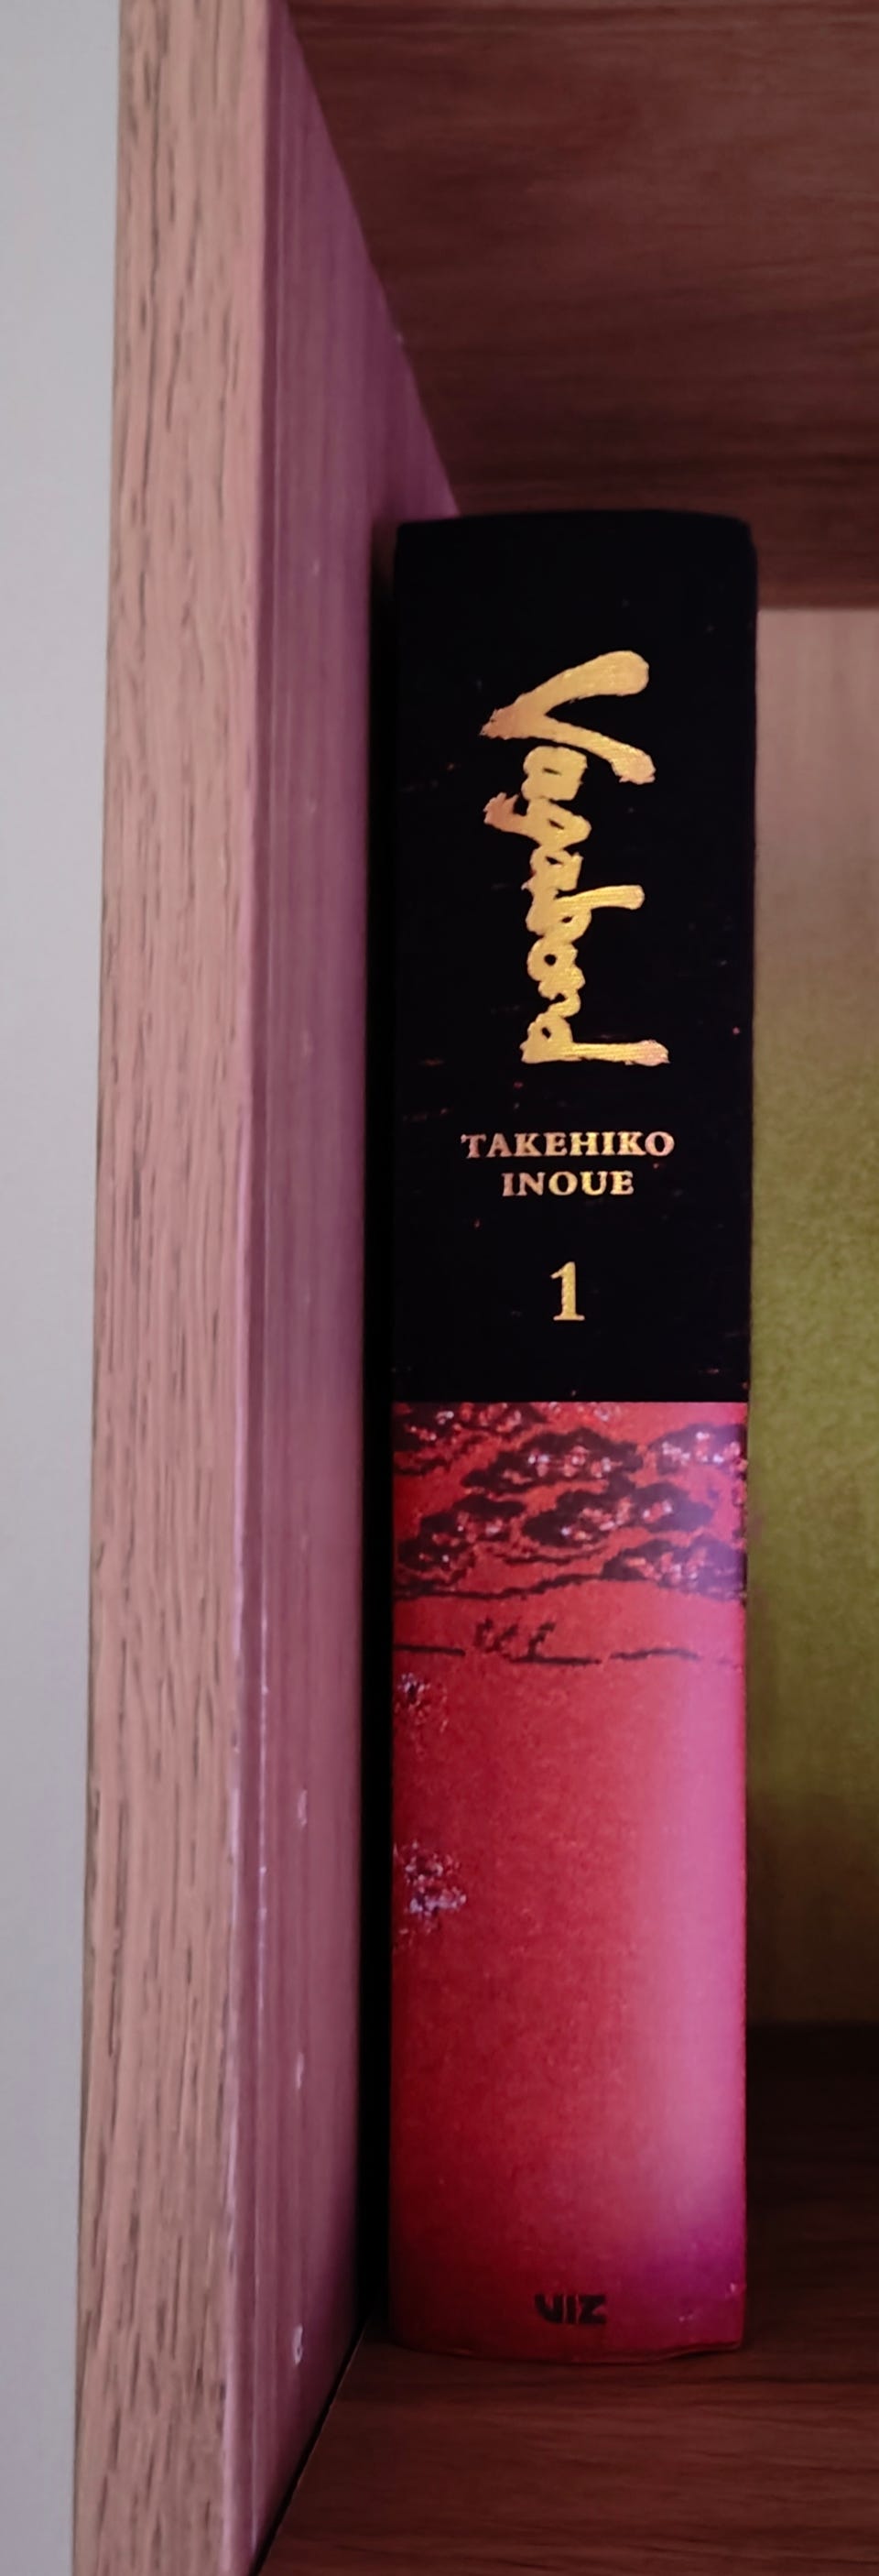 Vagabond
TAKEHIKO
INOUE
1
VIZ